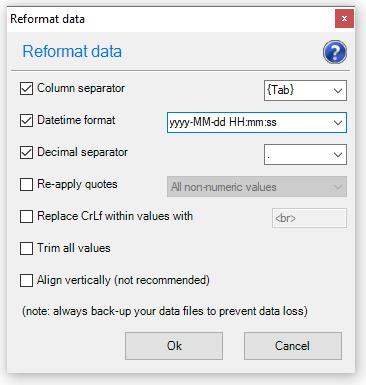 Reformat data
x
Reformat data
?
Column separator {Tab}
Datetime format yyyy-MM-dd HH:mm:ss
Decimal separator .
Re-apply quotes All non-numeric values
Replace CrLf within values with <br>
Trim all values
Align vertically (not recommended)
(note: always back-up your data files to prevent data loss)
Ok Cancel